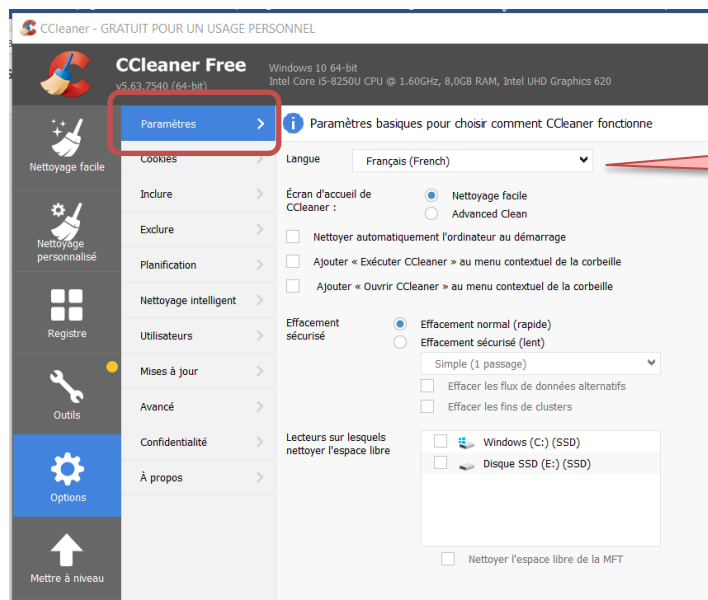 CCleaner - GRATUIT POUR UN USAGE PERSONNEL
CCleaner Free
v5.63.7540 (64-bit)
Windows 10 64-bit
Intel Core i5-8250U CPU @ 1.60GHz, 8,0GB RAM, Intel UHD Graphics 620
Nettoyage facile
Nettoyage
personnalisé
Registre
Outils
Options
Mettre à niveau
Paramètres
Cookies
Inclure
Exclure
Planification
Nettoyage intelligent
Utilisateurs
Mises à jour
Avancé
Confidentialité
À propos
Paramètres basiques pour choisir comment CCleaner fonctionne
Langue
Français (French)
Écran d'accueil de
CCleaner :
Nettoyage facile
Advanced Clean
Nettoyer automatiquement l'ordinateur au démarrage
Ajouter « Exécuter CCleaner » au menu contextuel de la corbeille
Ajouter « Ouvrir CCleaner » au menu contextuel de la corbeille
Effacement
sécurisé
Effacement normal (rapide)
Effacement sécurisé (lent)
Simple (1 passage)
Effacer les flux de données alternatifs
Effacer les fins de clusters
Lecteurs sur lesquels
nettoyer l'espace libre
Windows (C:) (SSD)
Disque SSD (E:) (SSD)
Nettoyer l'espace libre de la MFT